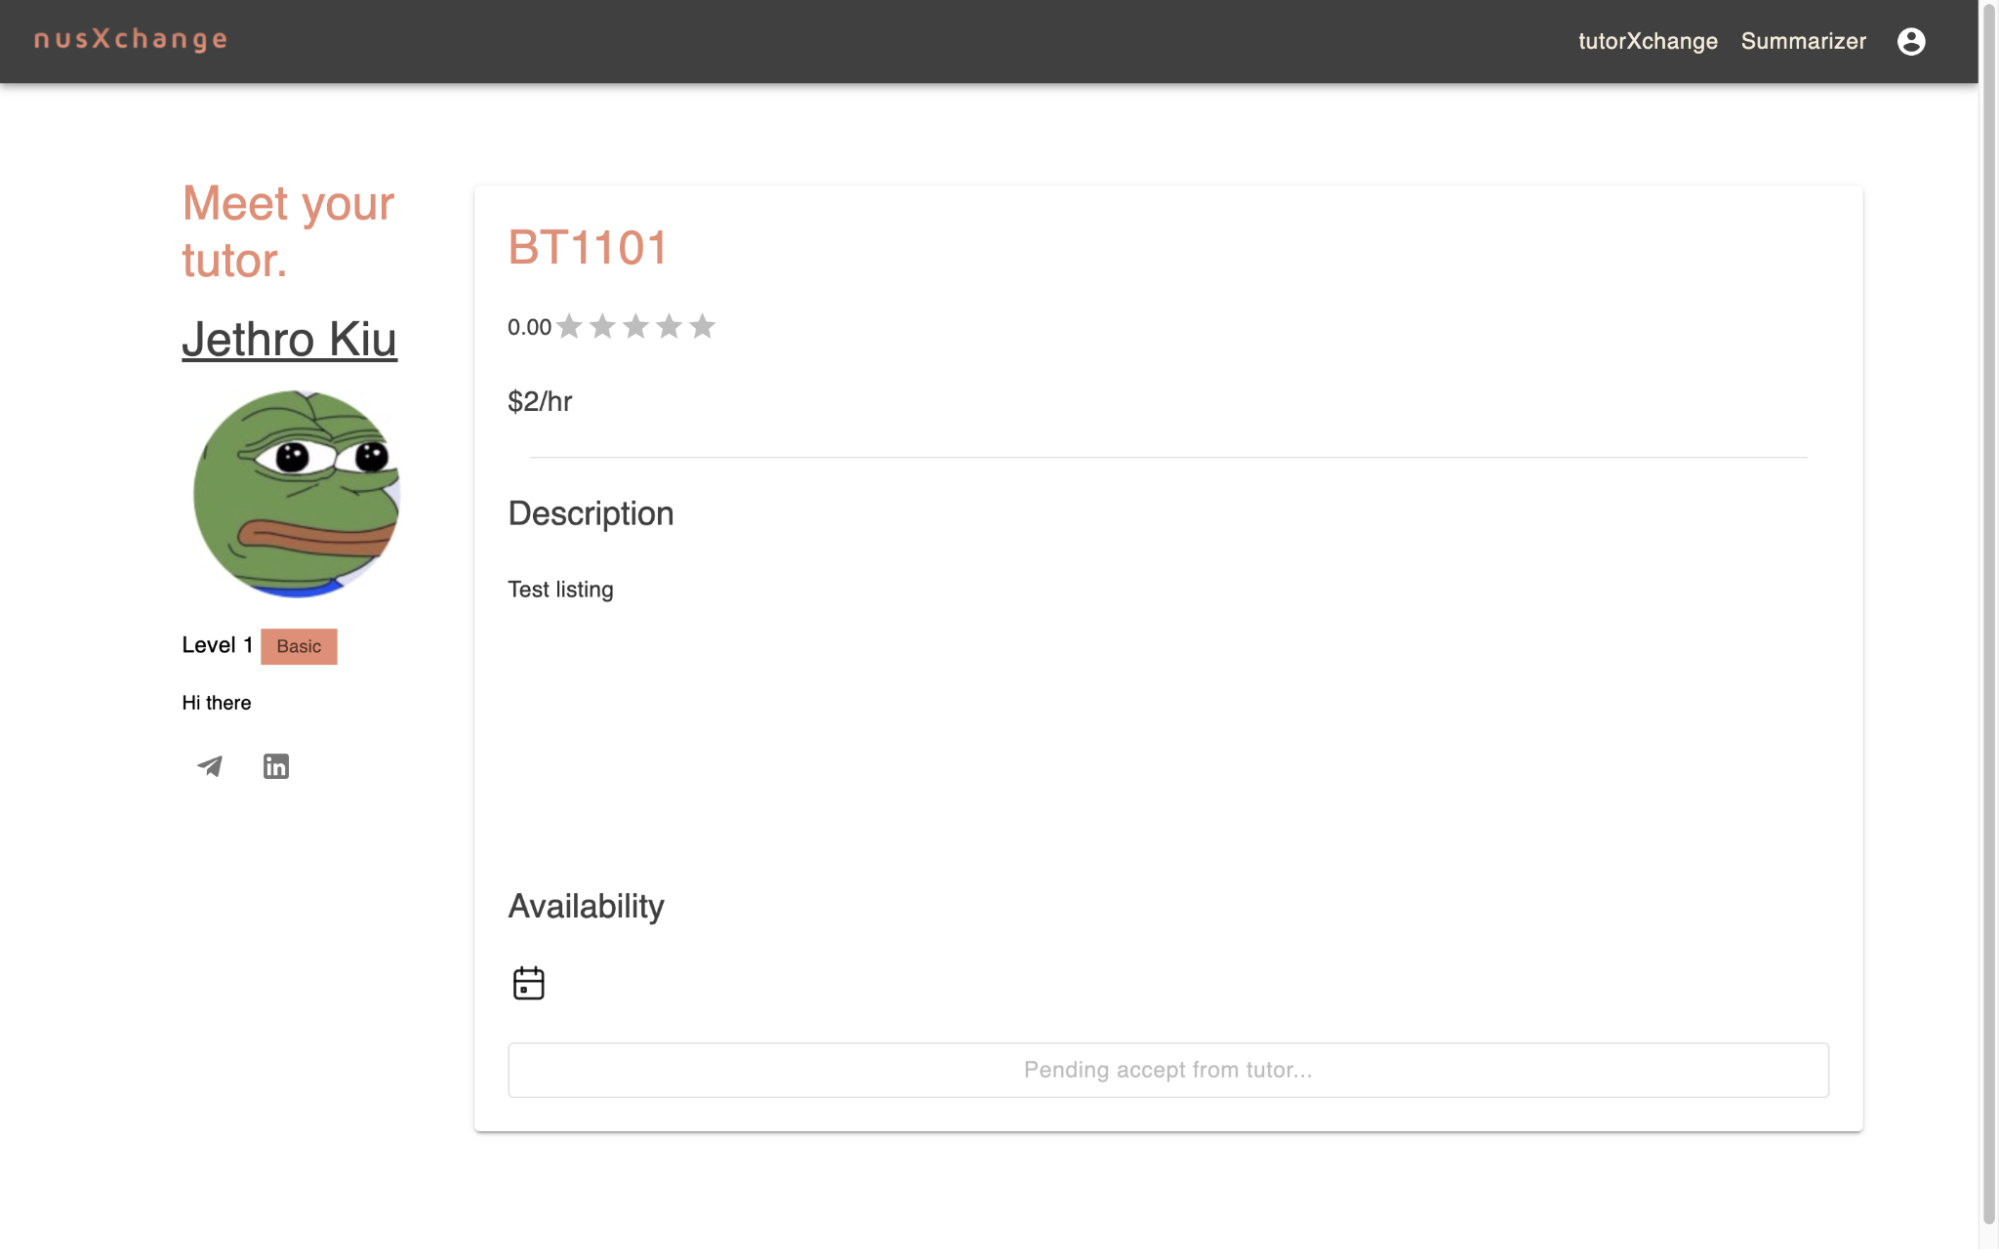 nusXchange
tutorXchange Summarizer
Meet your
tutor.
Jethro Kiu
Level 1 Basic
Hi there
in
BT1101
0.00
$2/hr
Description
Test listing
Availability
Pending accept from tutor...